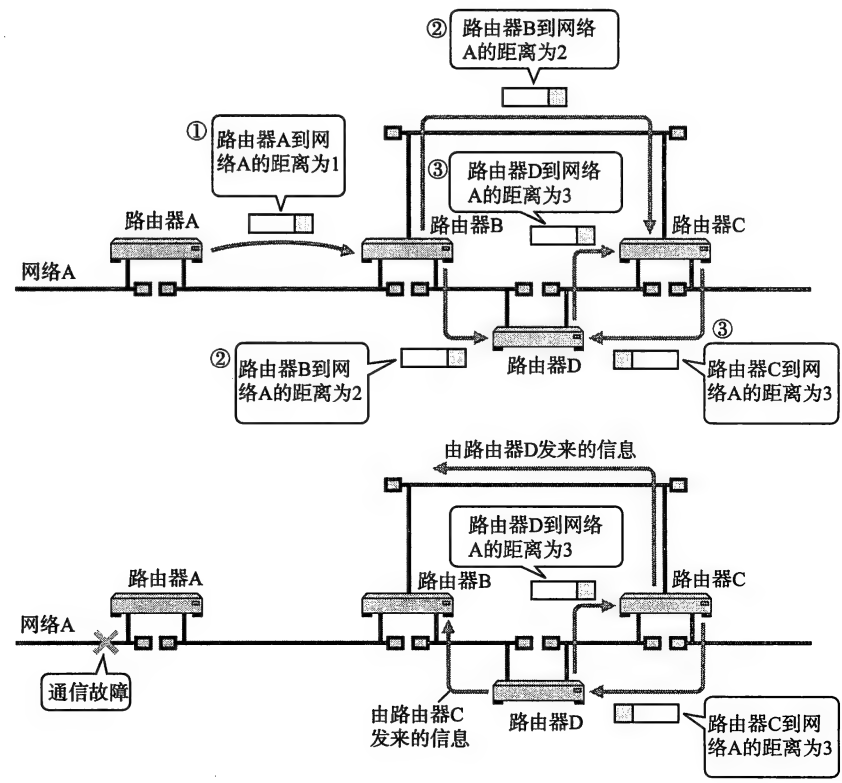 ②
路由器B到网络
A的距离为2
①
路由器A到网
络A的距离为1
③
路由器D到网络
A的距离为3
路由器A
路由器B
路由器C
网络A
②
路由器B到网
络A的距离为2
路由器D
③
路由器C到网
络A的距离为3
由路由器D发来的信息
路由器D到网络
A的距离为3
路由器A
路由器B
路由器C
网络A
通信故障
由路由器C
发来的信息
路由器D
路由器C到网
络A的距离为3